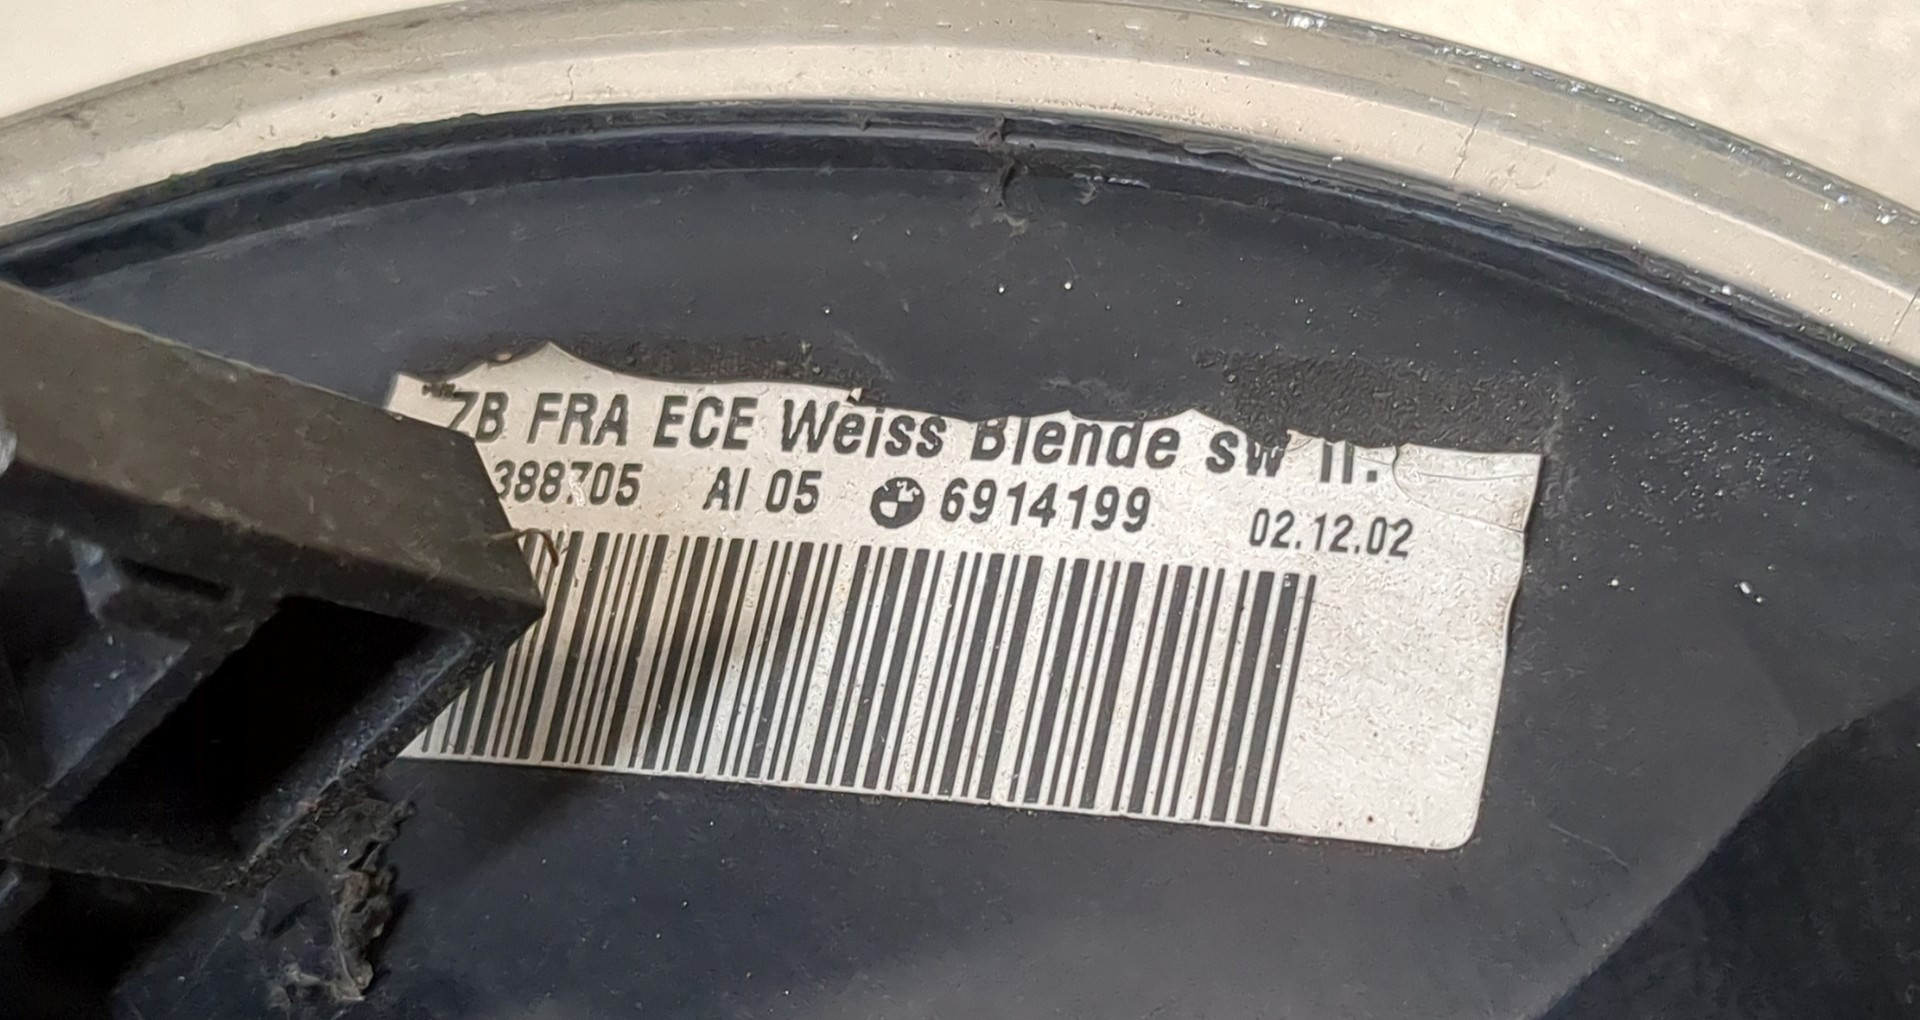 ZB FRA ECE Weiss Blende sw li.
388705 AI 05 6914199 02.12.02